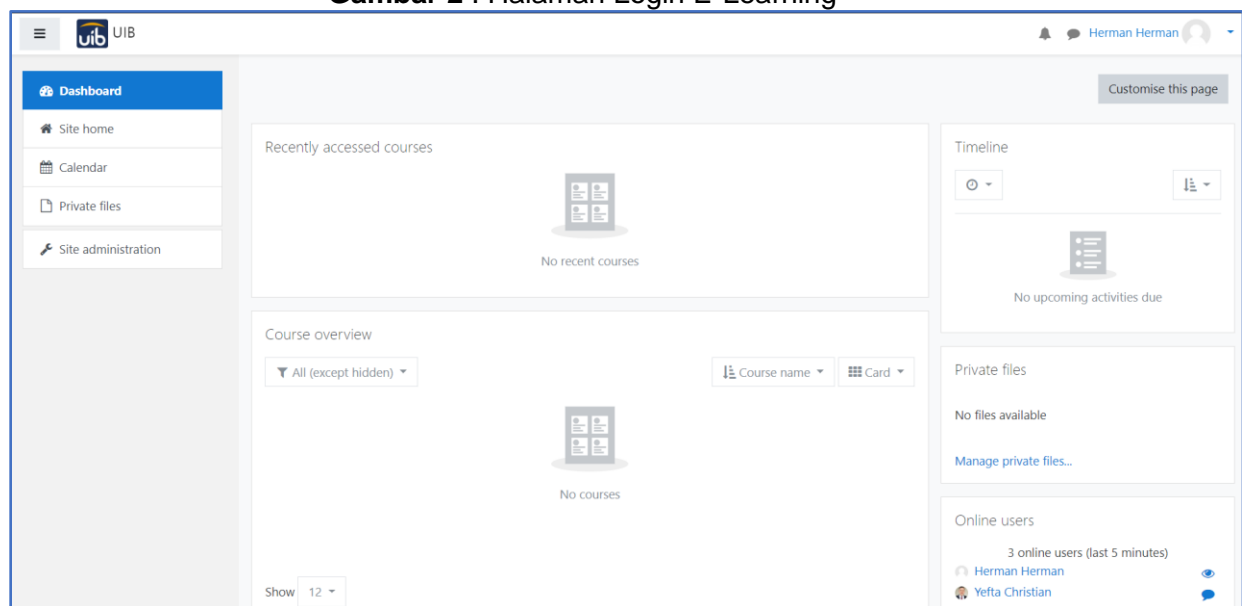 Gambar 2 . Halaman Login E-Learning
uib UIB
Herman Herman
Dashboard
Site home
Calendar
Private files
Site administration
Customise this page
Recently accessed courses
No recent courses
Course overview
All (except hidden)
Course name
Card
No courses
Show 12
Timeline
No upcoming activities due
Private files
No files available
Manage private files...
Online users
3 online users (last 5 minutes)
Herman Herman
Yefta Christian